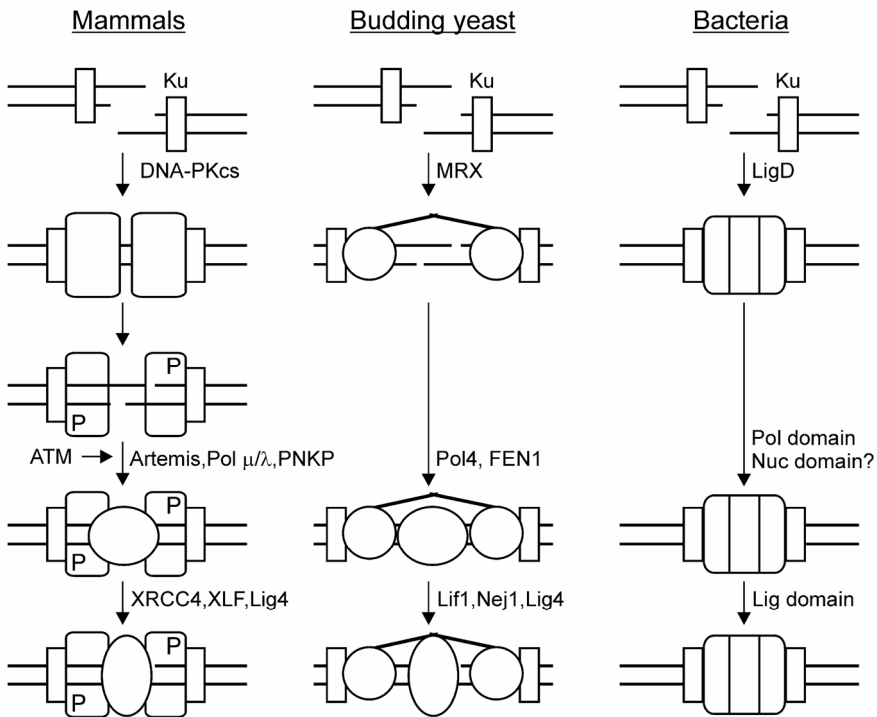 Mammals
Budding yeast
Bacteria
Ku
Ku
Ku
DNA-PKcs
MRX
LigD
P
P
ATM
Artemis,Pol μ/λ,PNKP
Pol4, FEN1
Pol domain
Nuc domain?
P
P
XRCC4,XLF,Lig4
Lif1,Nej1,Lig4
Lig domain
P
P